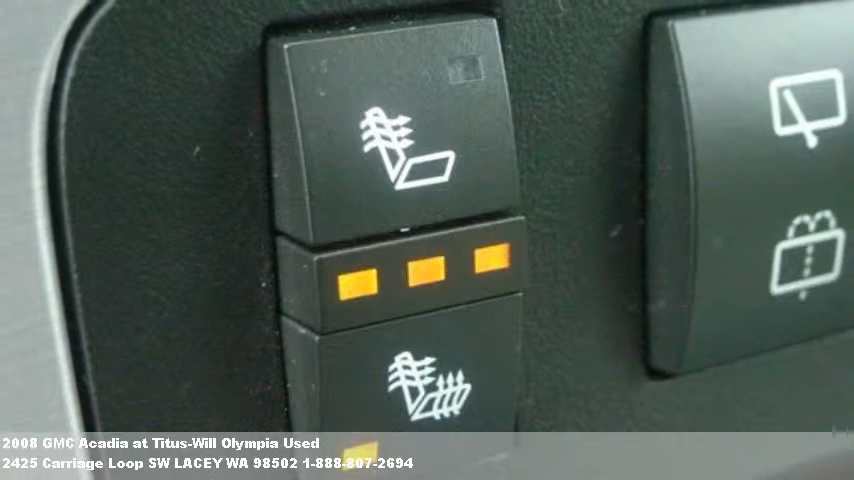 2008 GMC Acadia at Titus-Will Olympia Used
2425 Carriage Loop SW LACEY WA 98502 1-888-807-2694